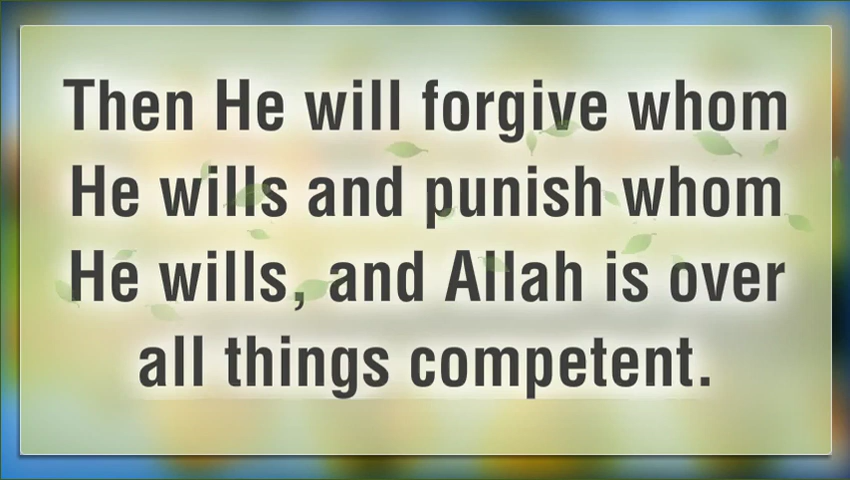 Then He will forgive whom
He wills and punish whom
He wills, and Allah is over
all things competent.